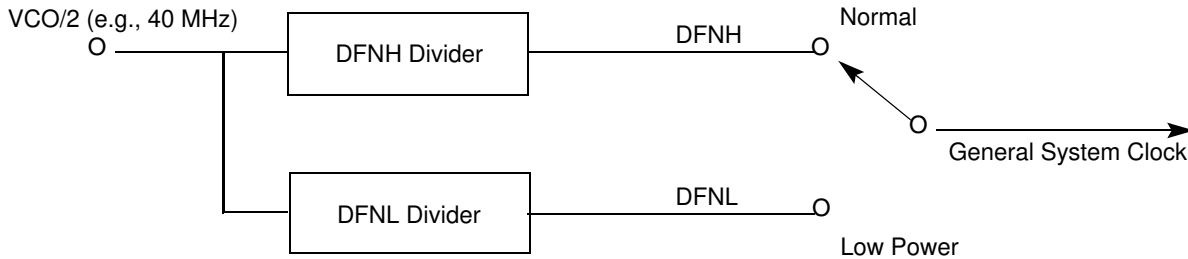 VCO/2 (e.g., 40 MHz)
DFNH Divider
DFNH
Normal
General System Clock
DFNL Divider
DFNL
Low Power